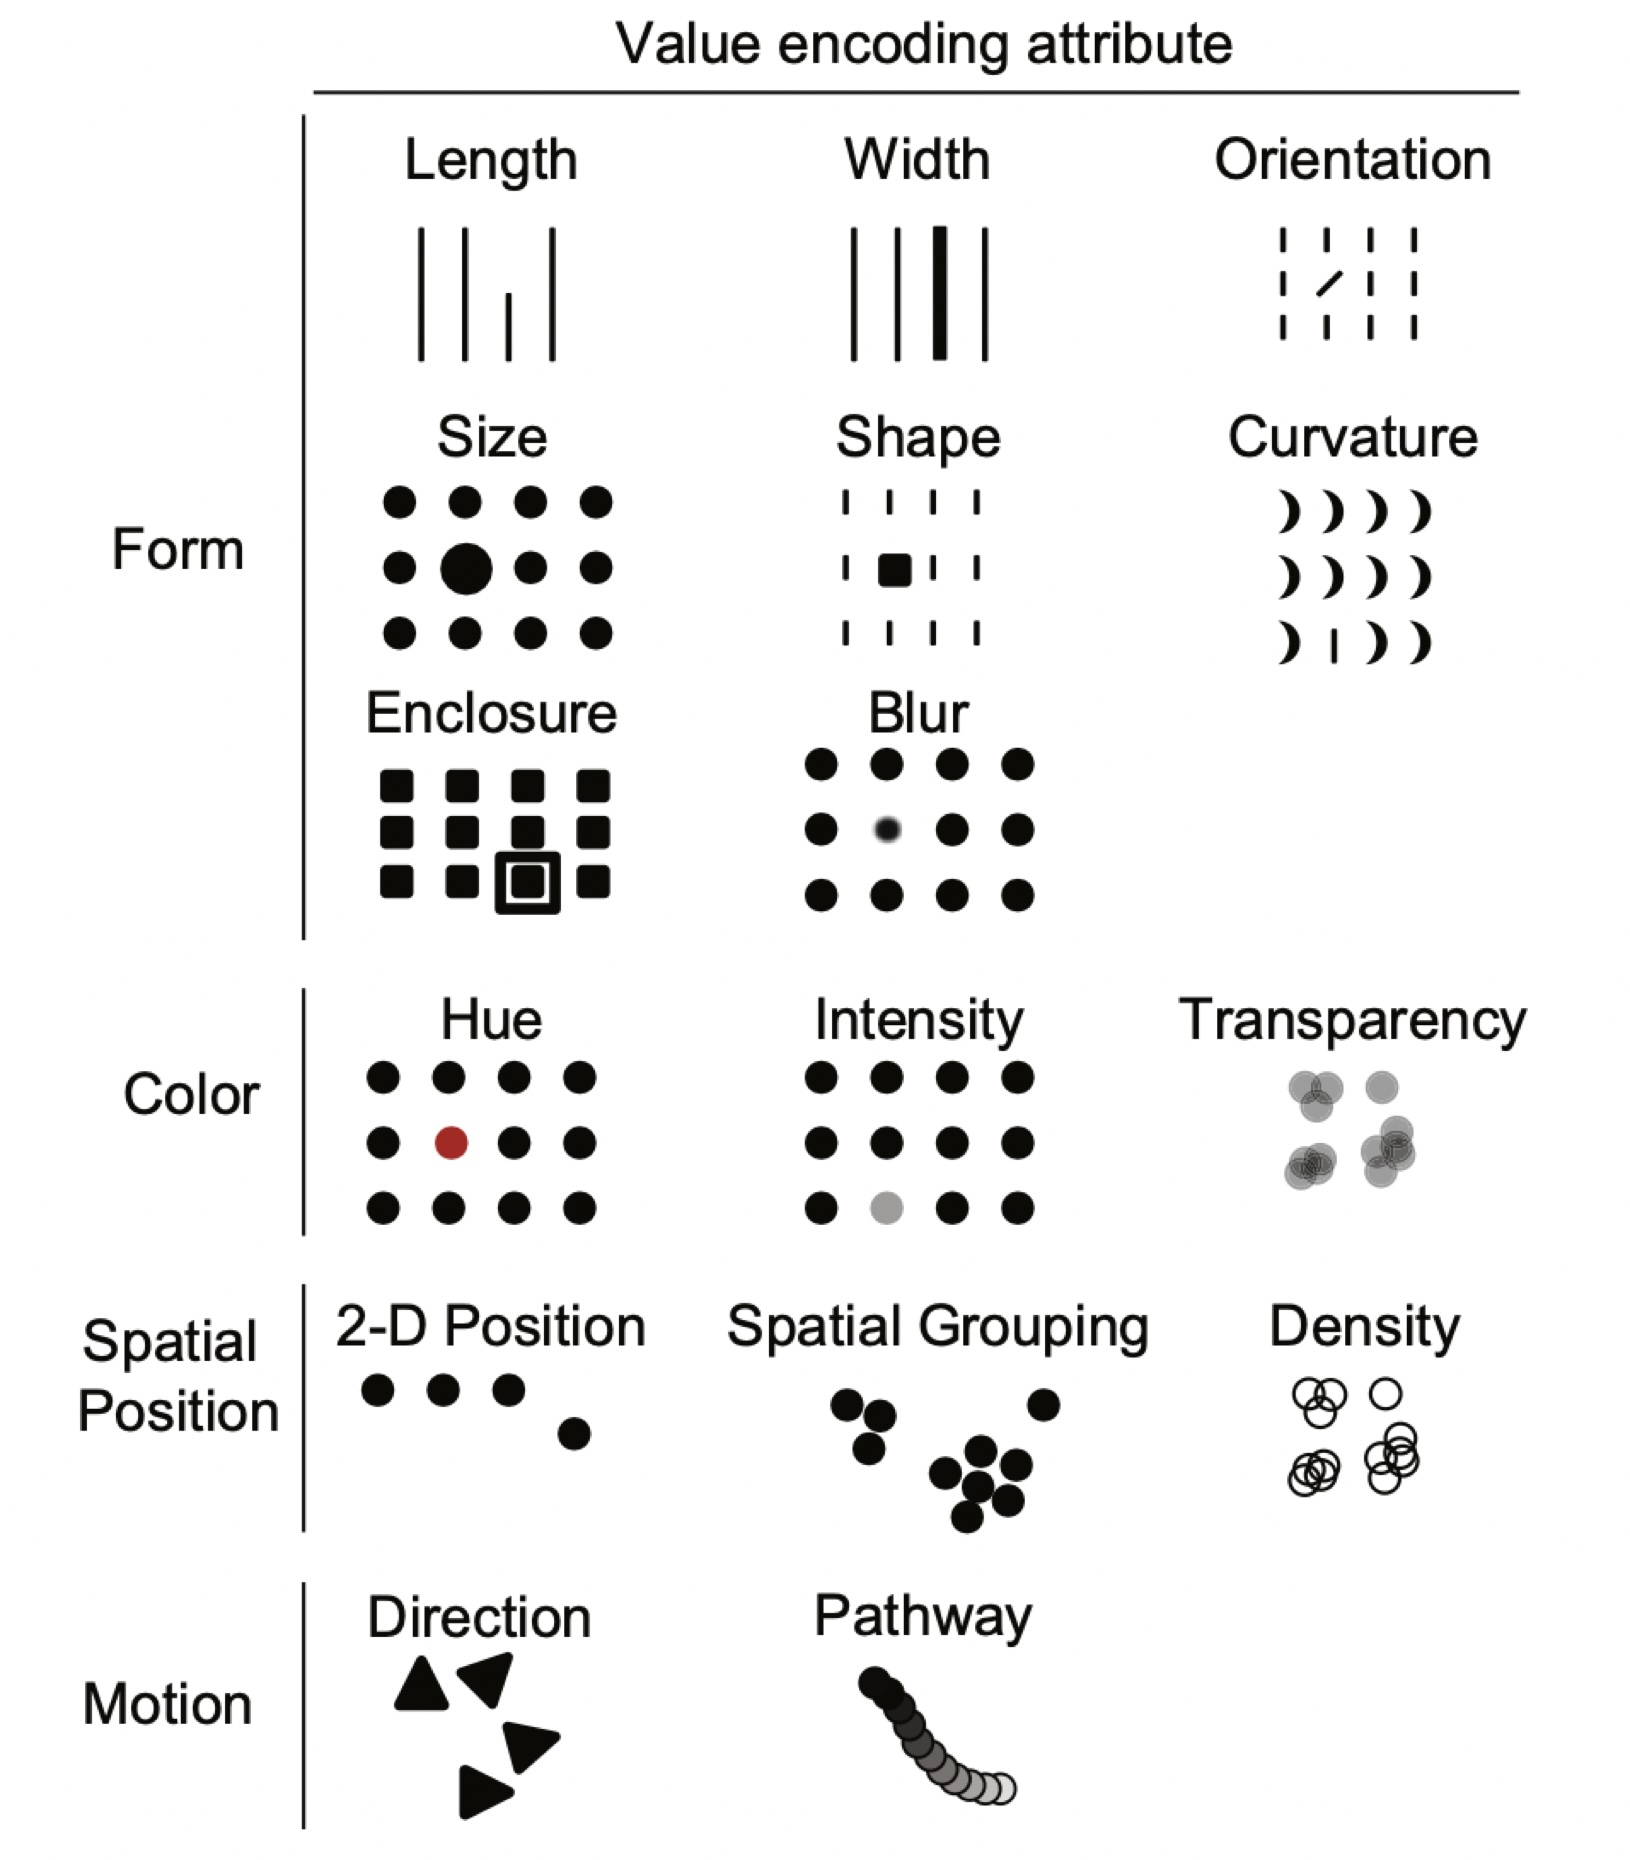 Value encoding attribute
Length
Width
Orientation
Size
Shape
Curvature
Form
Enclosure
Blur
Hue
Intensity
Transparency
Color
2-D Position
Spatial Grouping
Density
Spatial
Position
Direction
Pathway
Motion